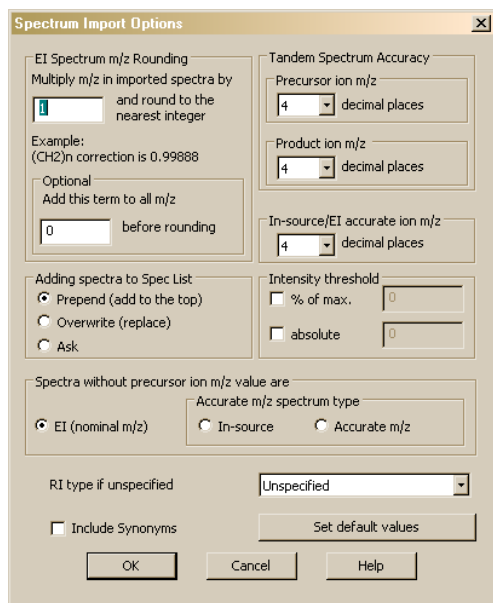 Spectrum Import Options
EI Spectrum m/z Rounding
Multiply m/z in imported spectra by
1
and round to the
nearest integer
Example:
(CH2)n correction is 0.99888
Optional
Add this term to all m/z
0
before rounding
Tandem Spectrum Accuracy
Precursor ion m/z
4
decimal places
Product ion m/z
4
decimal places
In-source/EI accurate ion m/z
4
decimal places
Adding spectra to Spec List
Prepend (add to the top)
Overwrite (replace)
Ask
Intensity threshold
% of max.
0
absolute
0
Spectra without precursor ion m/z value are
EI (nominal m/z)
Accurate m/z spectrum type
In-source
Accurate m/z
RI type if unspecified
Unspecified
Include Synonyms
Set default values
OK
Cancel
Help